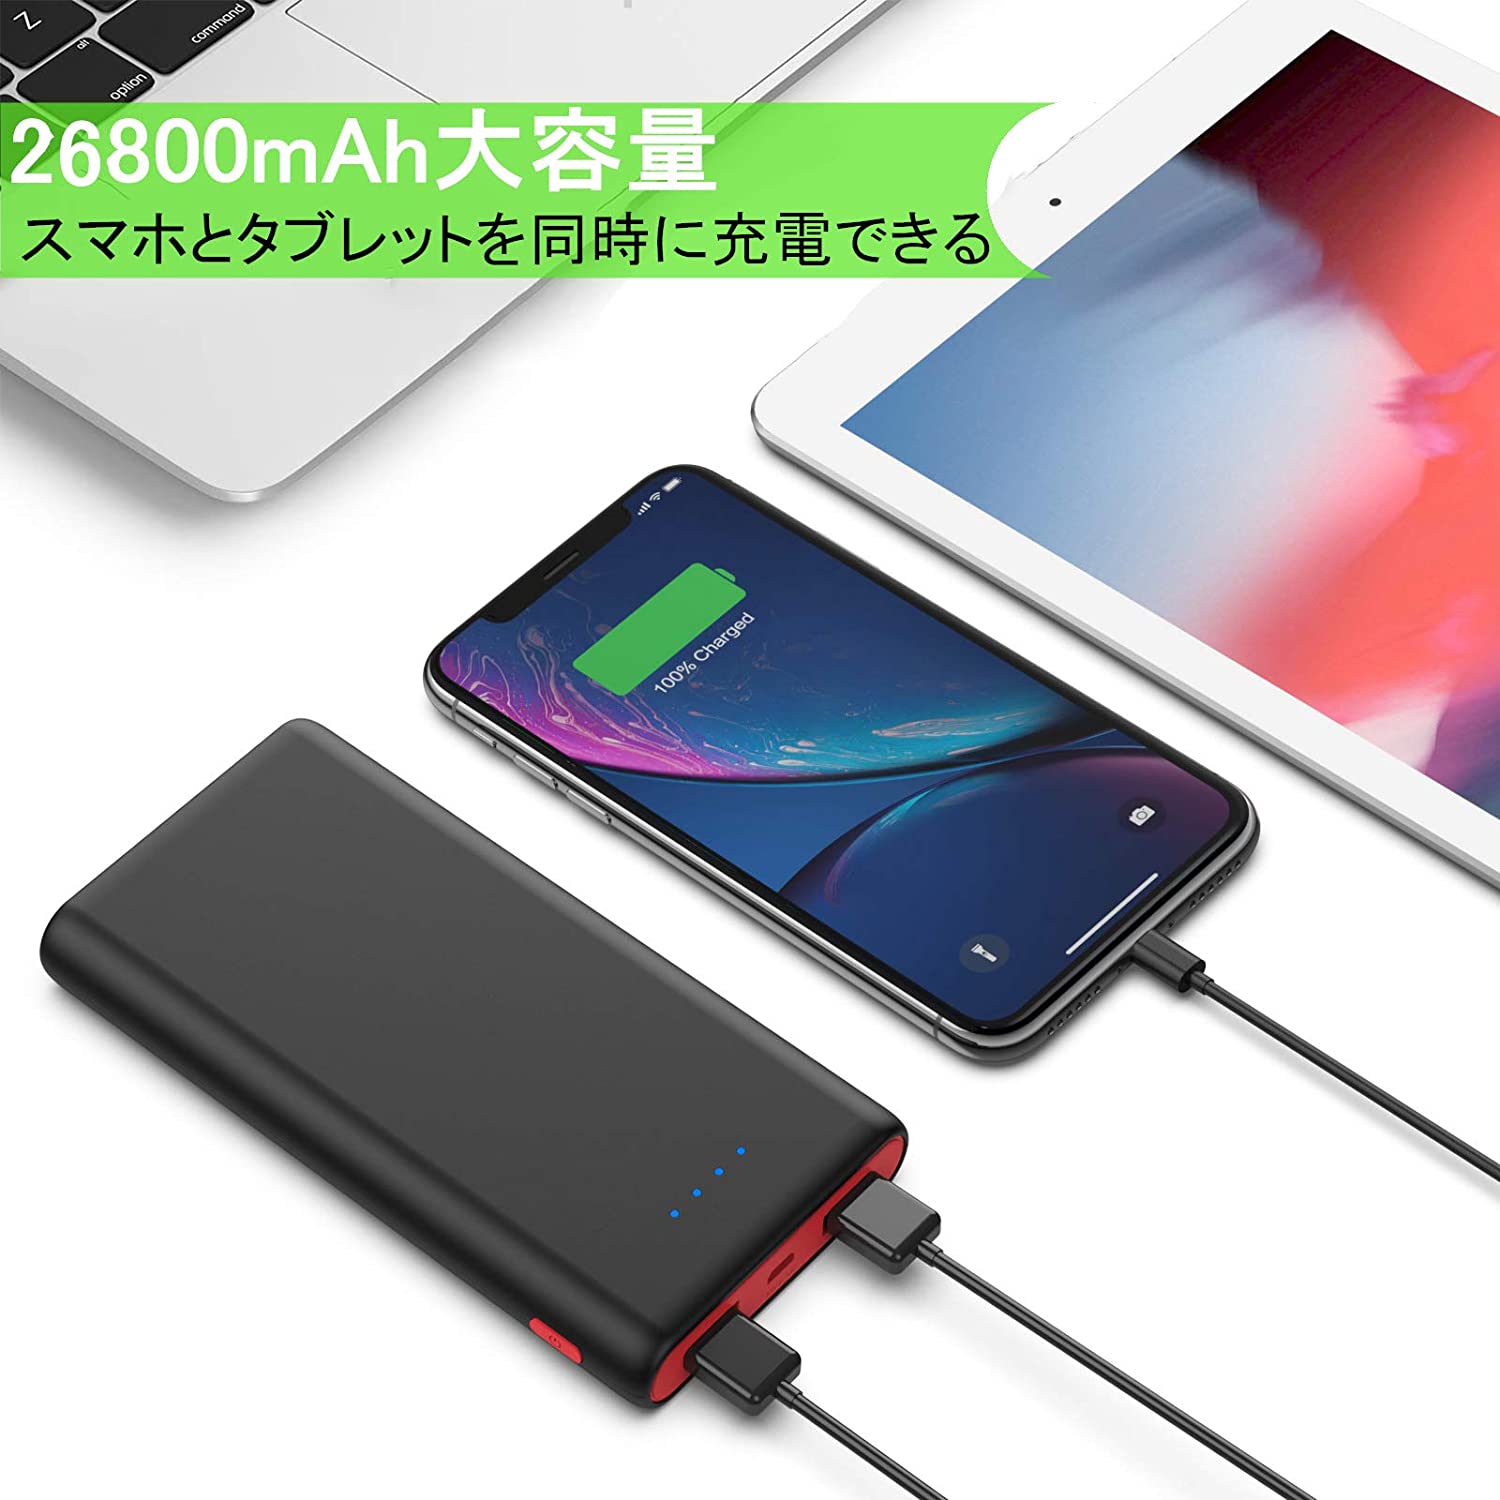 Z
command
alt
option
26800mAh大容量
スマホとタブレットを同時に充電できる
100% Charged